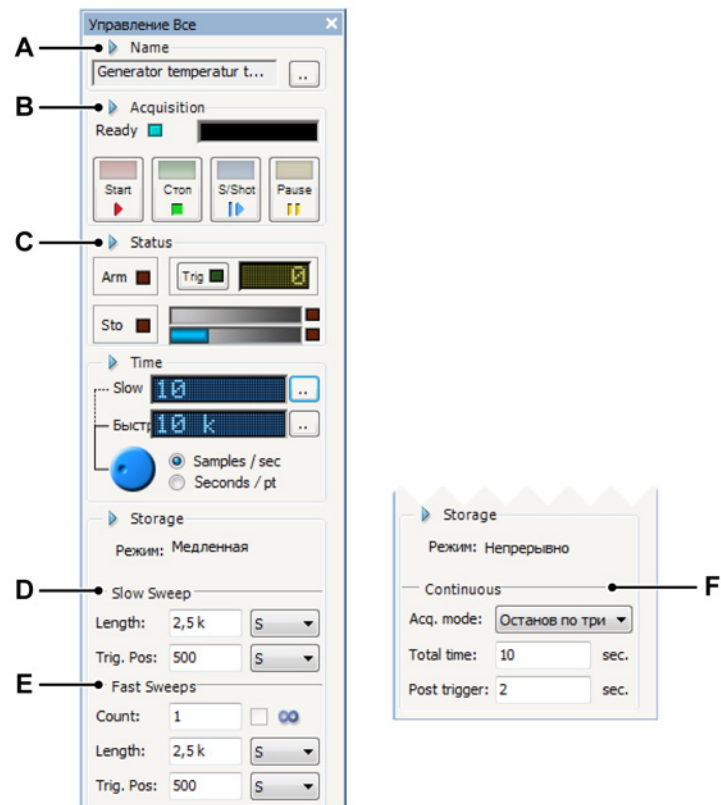 Управление Все
A
Name
Generator temperatur t...
..
B
Acquisition
Ready
Start
Стоп
S/Shot
Pause
C
Status
Arm
Trig
0
Sto
Time
Slow
10
..
Быстр
10 k
..
Samples / sec
Seconds / pt
Storage
Режим: Медленная
D
Slow Sweep
Length: 2,5 k S
Trig. Pos: 500 S
E
Fast Sweeps
Count: 1 ∞
Length: 2,5 k S
Trig. Pos: 500 S
Storage
Режим: Непрерывно
Continuous
F
Acq. mode: Останов по три
Total time: 10 sec.
Post trigger: 2 sec.